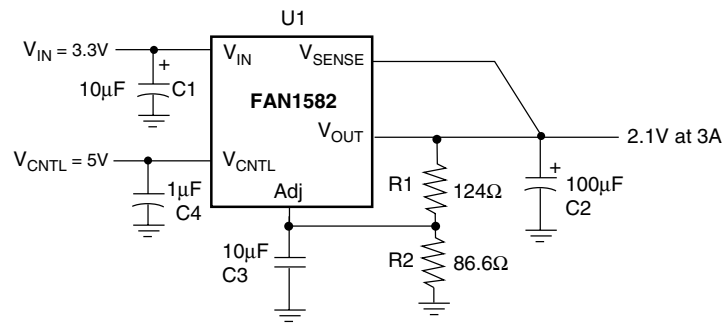 U1
V_IN = 3.3V
V_IN
V_SENSE
+
10μF
C1
FAN1582
V_OUT
2.1V at 3A
V_CNTL = 5V
V_CNTL
R1
124Ω
+
100μF
C2
1μF
C4
Adj
10μF
C3
R2
86.6Ω